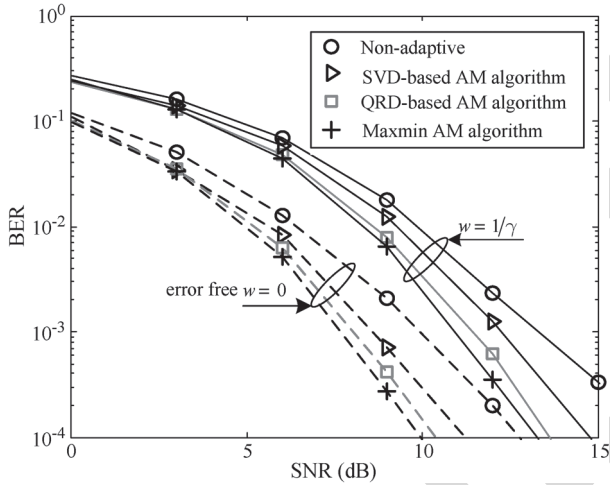 10^0
10^-1
10^-2
10^-3
10^-4
BER
Non-adaptive
SVD-based AM algorithm
QRD-based AM algorithm
Maxmin AM algorithm
w = 1/γ
error free w = 0
0
5
10
15
SNR (dB)